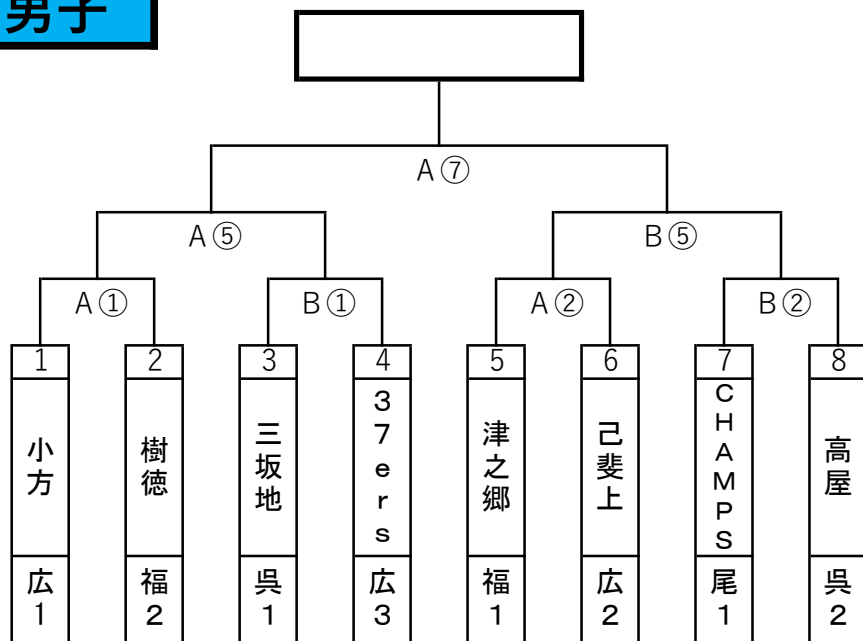 男子
A⑦
A⑤
B⑤
A①
B①
A②
B②
1
2
3
4
5
6
7
8
小方
樹徳
三坂地
37ers
津之郷
己斐上
CHAMPS
高屋
広1
福2
呉1
広3
福1
広2
尾1
呉2